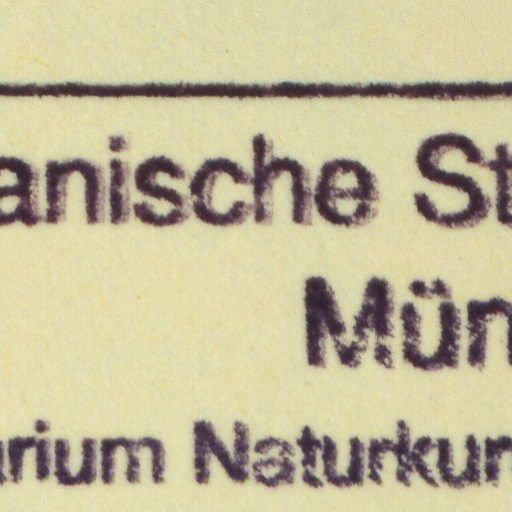 anische St
Mün
arium Naturkun